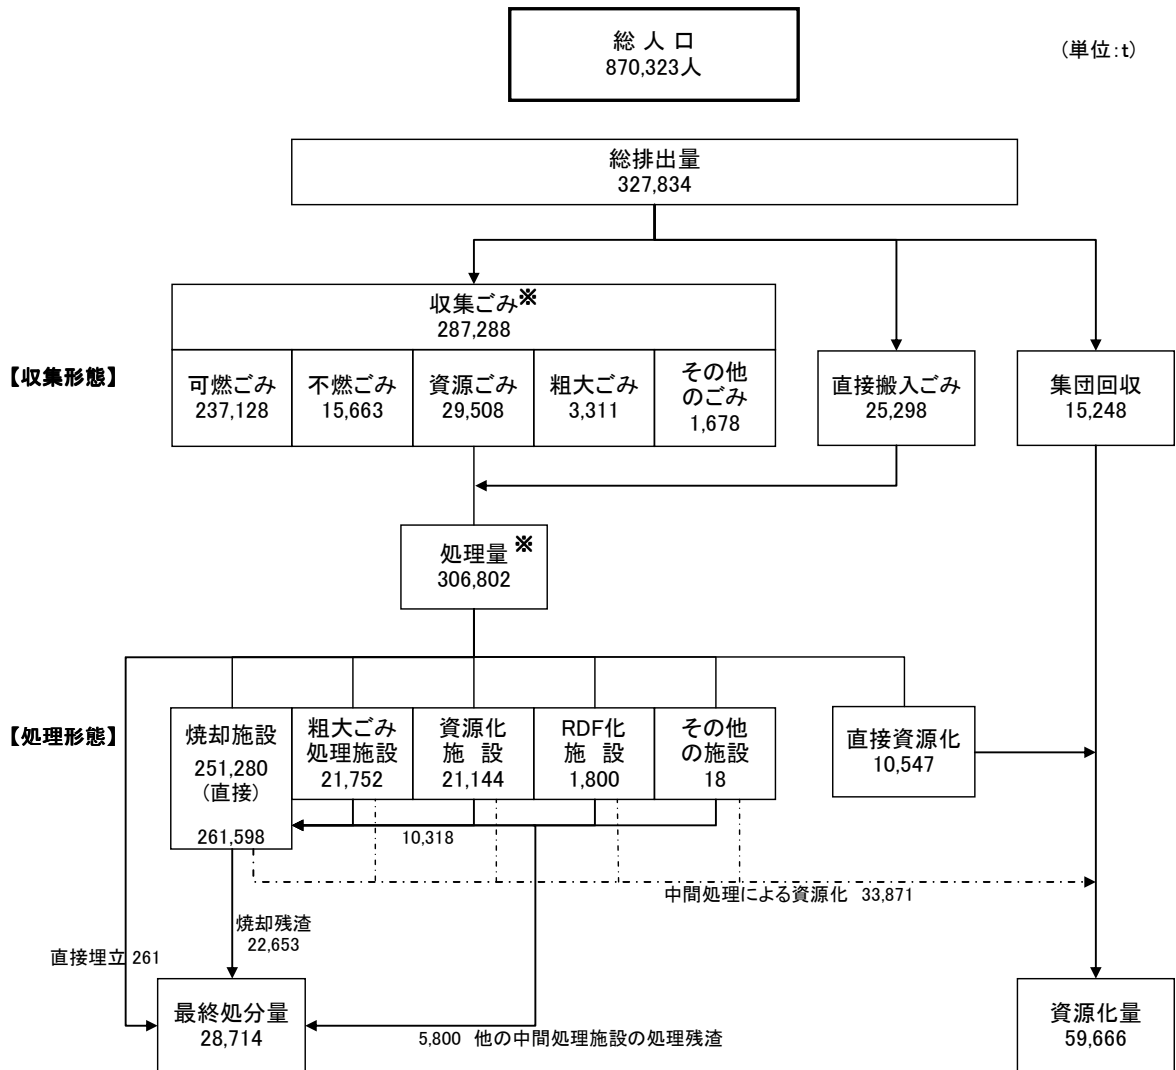 総 人 口
870,323人
(単位:t)
総排出量
327,834
収集ごみ※
287,288
【収集形態】
可燃ごみ
237,128
不燃ごみ
15,663
資源ごみ
29,508
粗大ごみ
3,311
その他
のごみ
1,678
直接搬入ごみ
25,298
集団回収
15,248
処理量※
306,802
【処理形態】
焼却施設
251,280
(直接)
261,598
粗大ごみ
処理施設
21,752
資源化
施 設
21,144
RDF化
施 設
1,800
その他
の施設
18
直接資源化
10,547
10,318
中間処理による資源化 33,871
焼却残渣
22,653
直接埋立 261
最終処分量
28,714
5,800 他の中間処理施設の処理残渣
資源化量
59,666